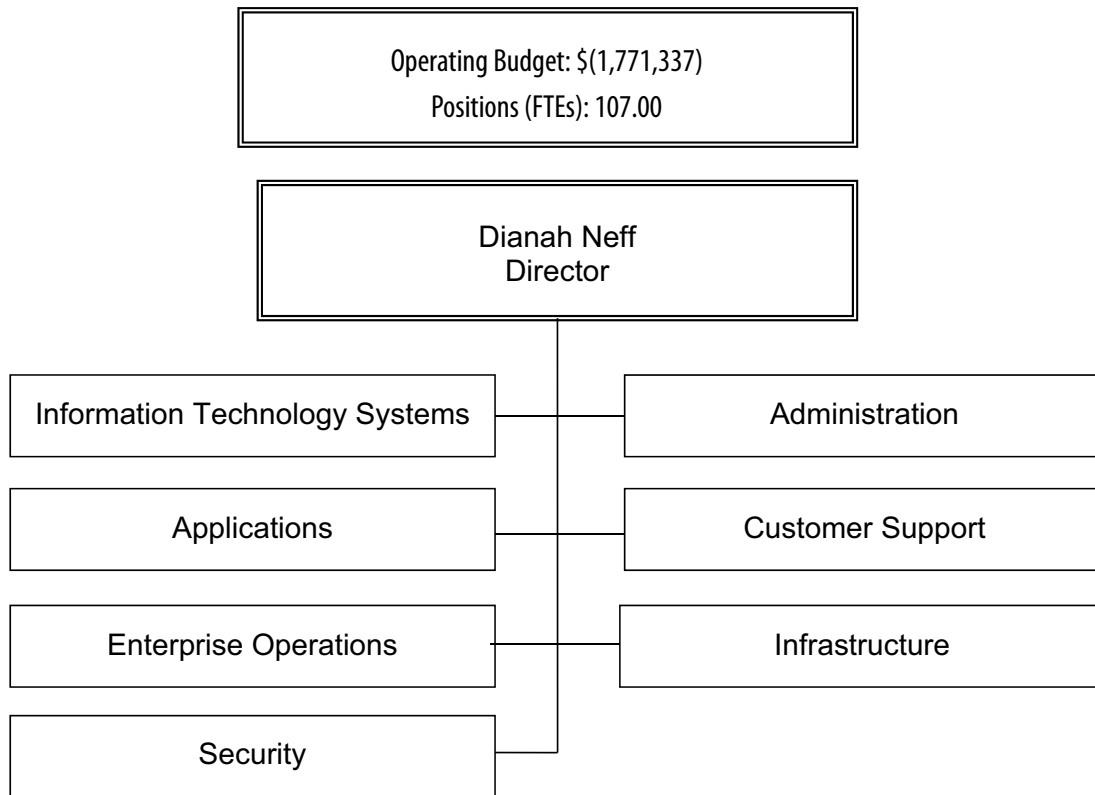 Operating Budget: $(1,771,337)
Positions (FTEs): 107.00
Dianah Neff
Director
Information Technology Systems
Administration
Applications
Customer Support
Enterprise Operations
Infrastructure
Security